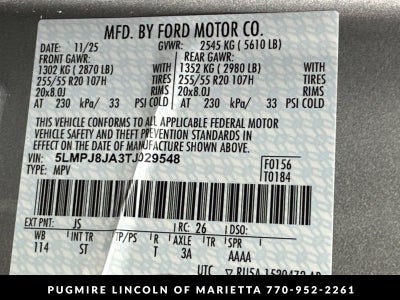 MFD. BY FORD MOTOR CO.
DATE: 11/25 GVWR: 2545 KG ( 5610 LB)
FRONT GAWR: REAR GAWR:
1302 KG ( 2870 LB) WITH 1352 KG ( 2980 LB) WITH
255/55 R20 107H TIRES 255/55 R20 107H TIRES
20x8.0J RIMS 20x8.0J RIMS
AT 230 kPa/ 33 PSI COLD AT 230 kPa/ 33 PSI COLD
THIS VEHICLE CONFORMS TO ALL APPLICABLE FEDERAL MOTOR
VEHICLE SAFETY AND THEFT PREVENTION STANDARDS IN
EFFECT ON THE DATE OF MANUFACTURE SHOWN ABOVE.
VIN: 5LMPJ8JA3TJ029548
TYPE: MPV
F0156
T0184
EXT PNT: JS RC: 26 DSO:
WB INT TR TP/PS R AXLE TR SPR
114 ST T 3A AAAA
UTC
PUGMIRE LINCOLN OF MARIETTA 770-952-2261